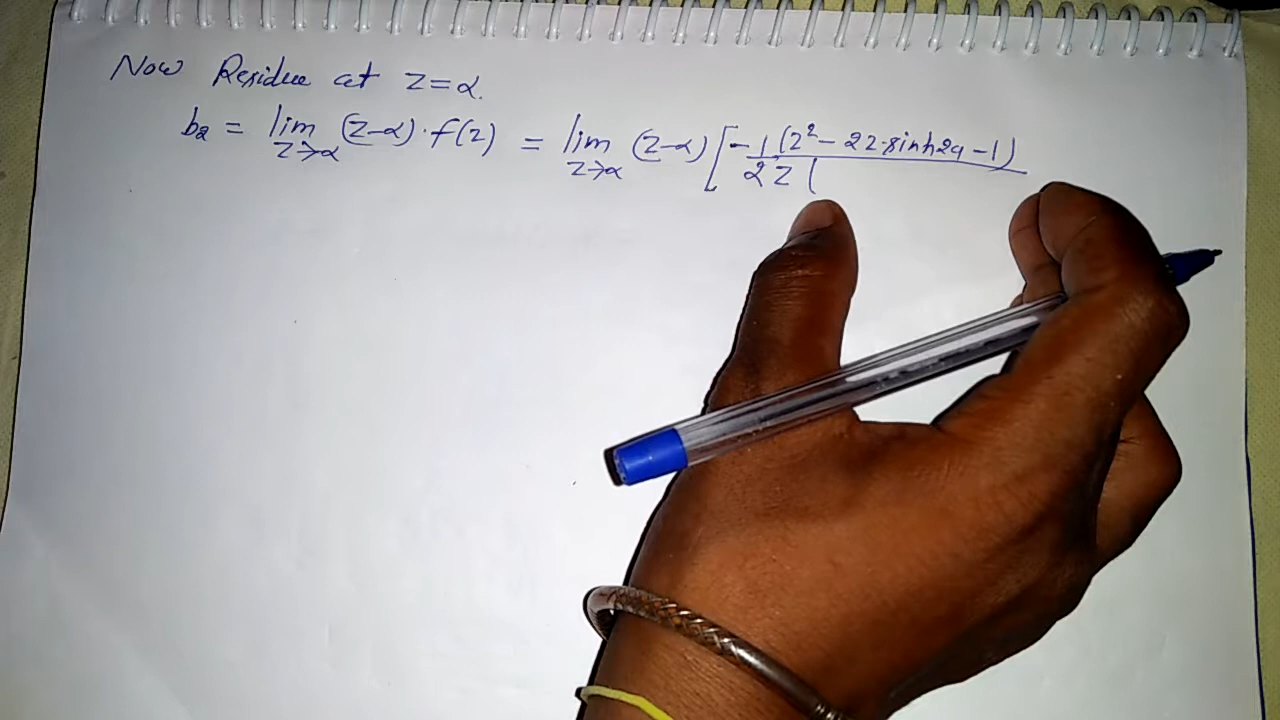 Now Residue at z=α.
b₂ = lim z→α (z-α)·f(z) = lim z→α (z-α) [ -1(z² - 2z·sinh2a - 1) / 2z(